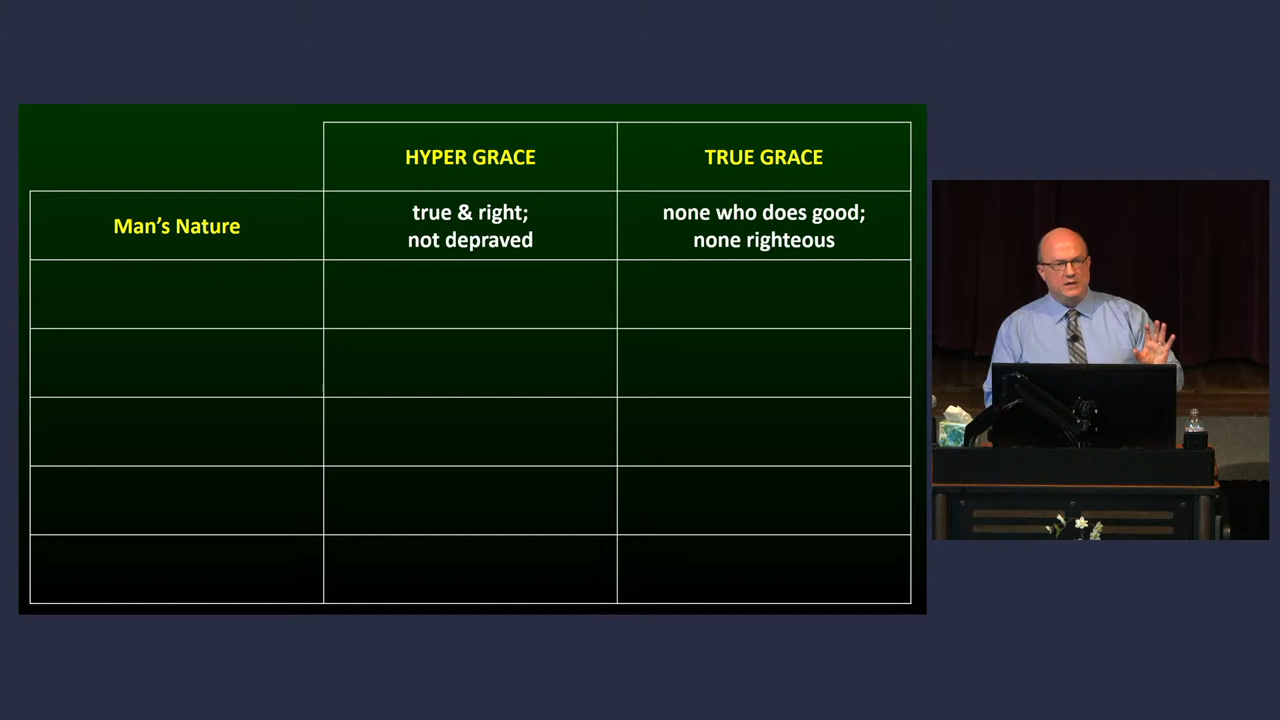 HYPER GRACE
TRUE GRACE
Man’s Nature
true & right;
not depraved
none who does good;
none righteous